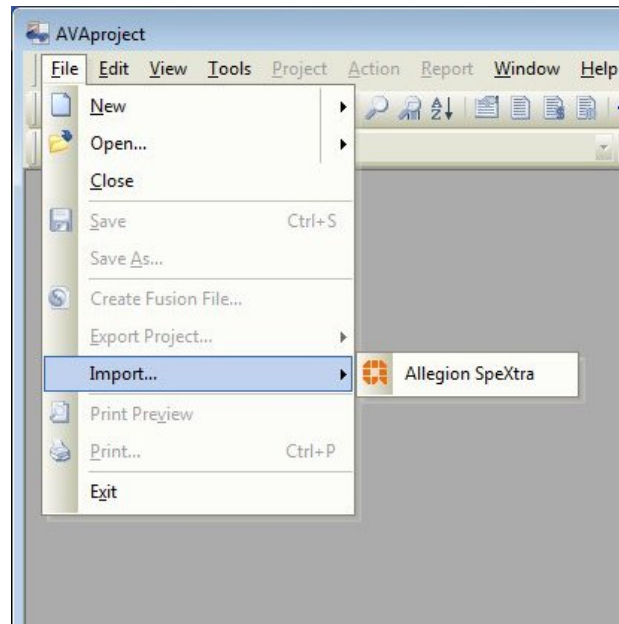 AVAproject
File Edit View Tools Project Action Report Window Help
New
Open...
Close
Save Ctrl+S
Save As...
Create Fusion File...
Export Project...
Import... Allegion SpeXtra
Print Preview
Print... Ctrl+P
Exit